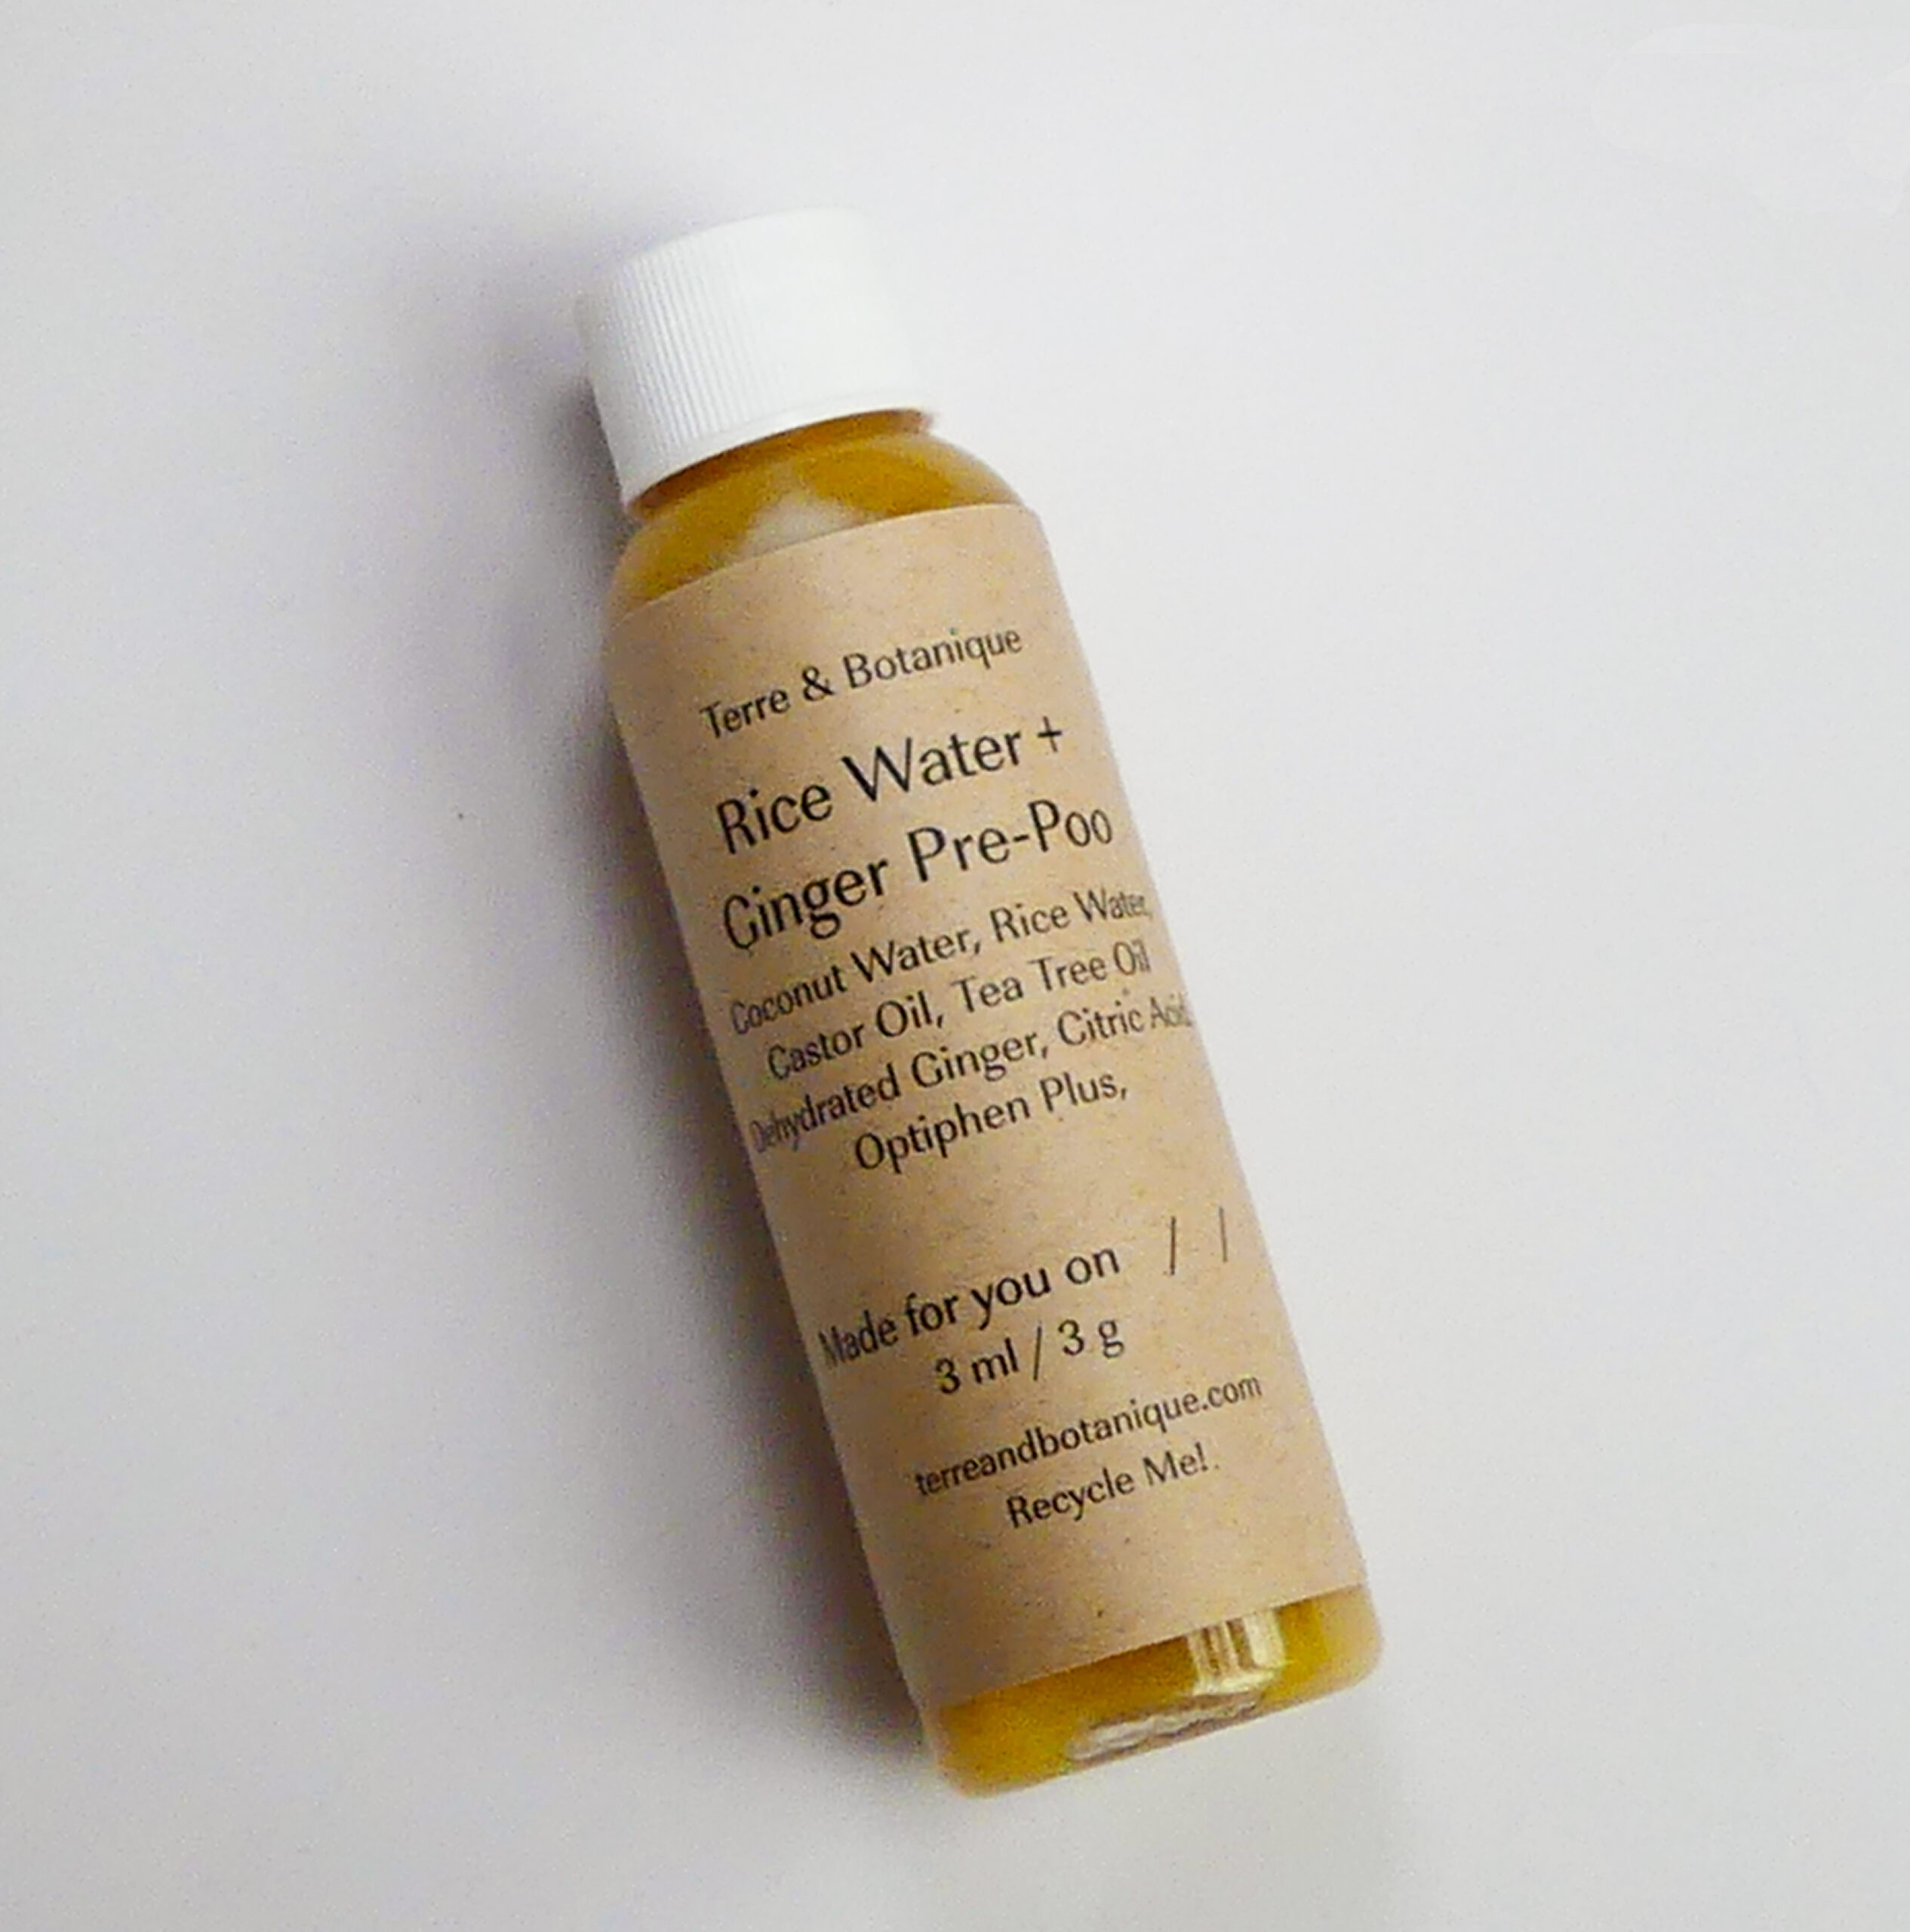 Terre & Botanique
Rice Water +
Ginger Pre-Poo
Coconut Water, Rice Water,
Castor Oil, Tea Tree Oil
Dehydrated Ginger, Citric Acid,
Optiphen Plus,
Made for you on / /
3 ml / 3 g
terreandbotanique.com
Recycle Me!